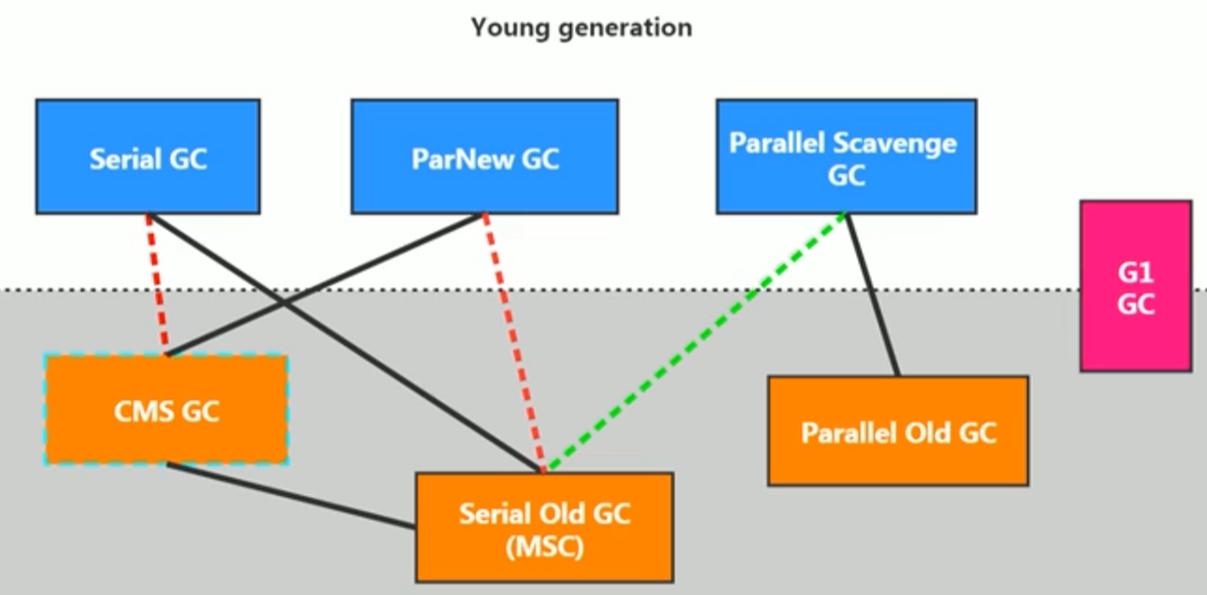 Young generation
Serial GC
ParNew GC
Parallel Scavenge
GC
G1
GC
CMS GC
Parallel Old GC
Serial Old GC
(MSC)